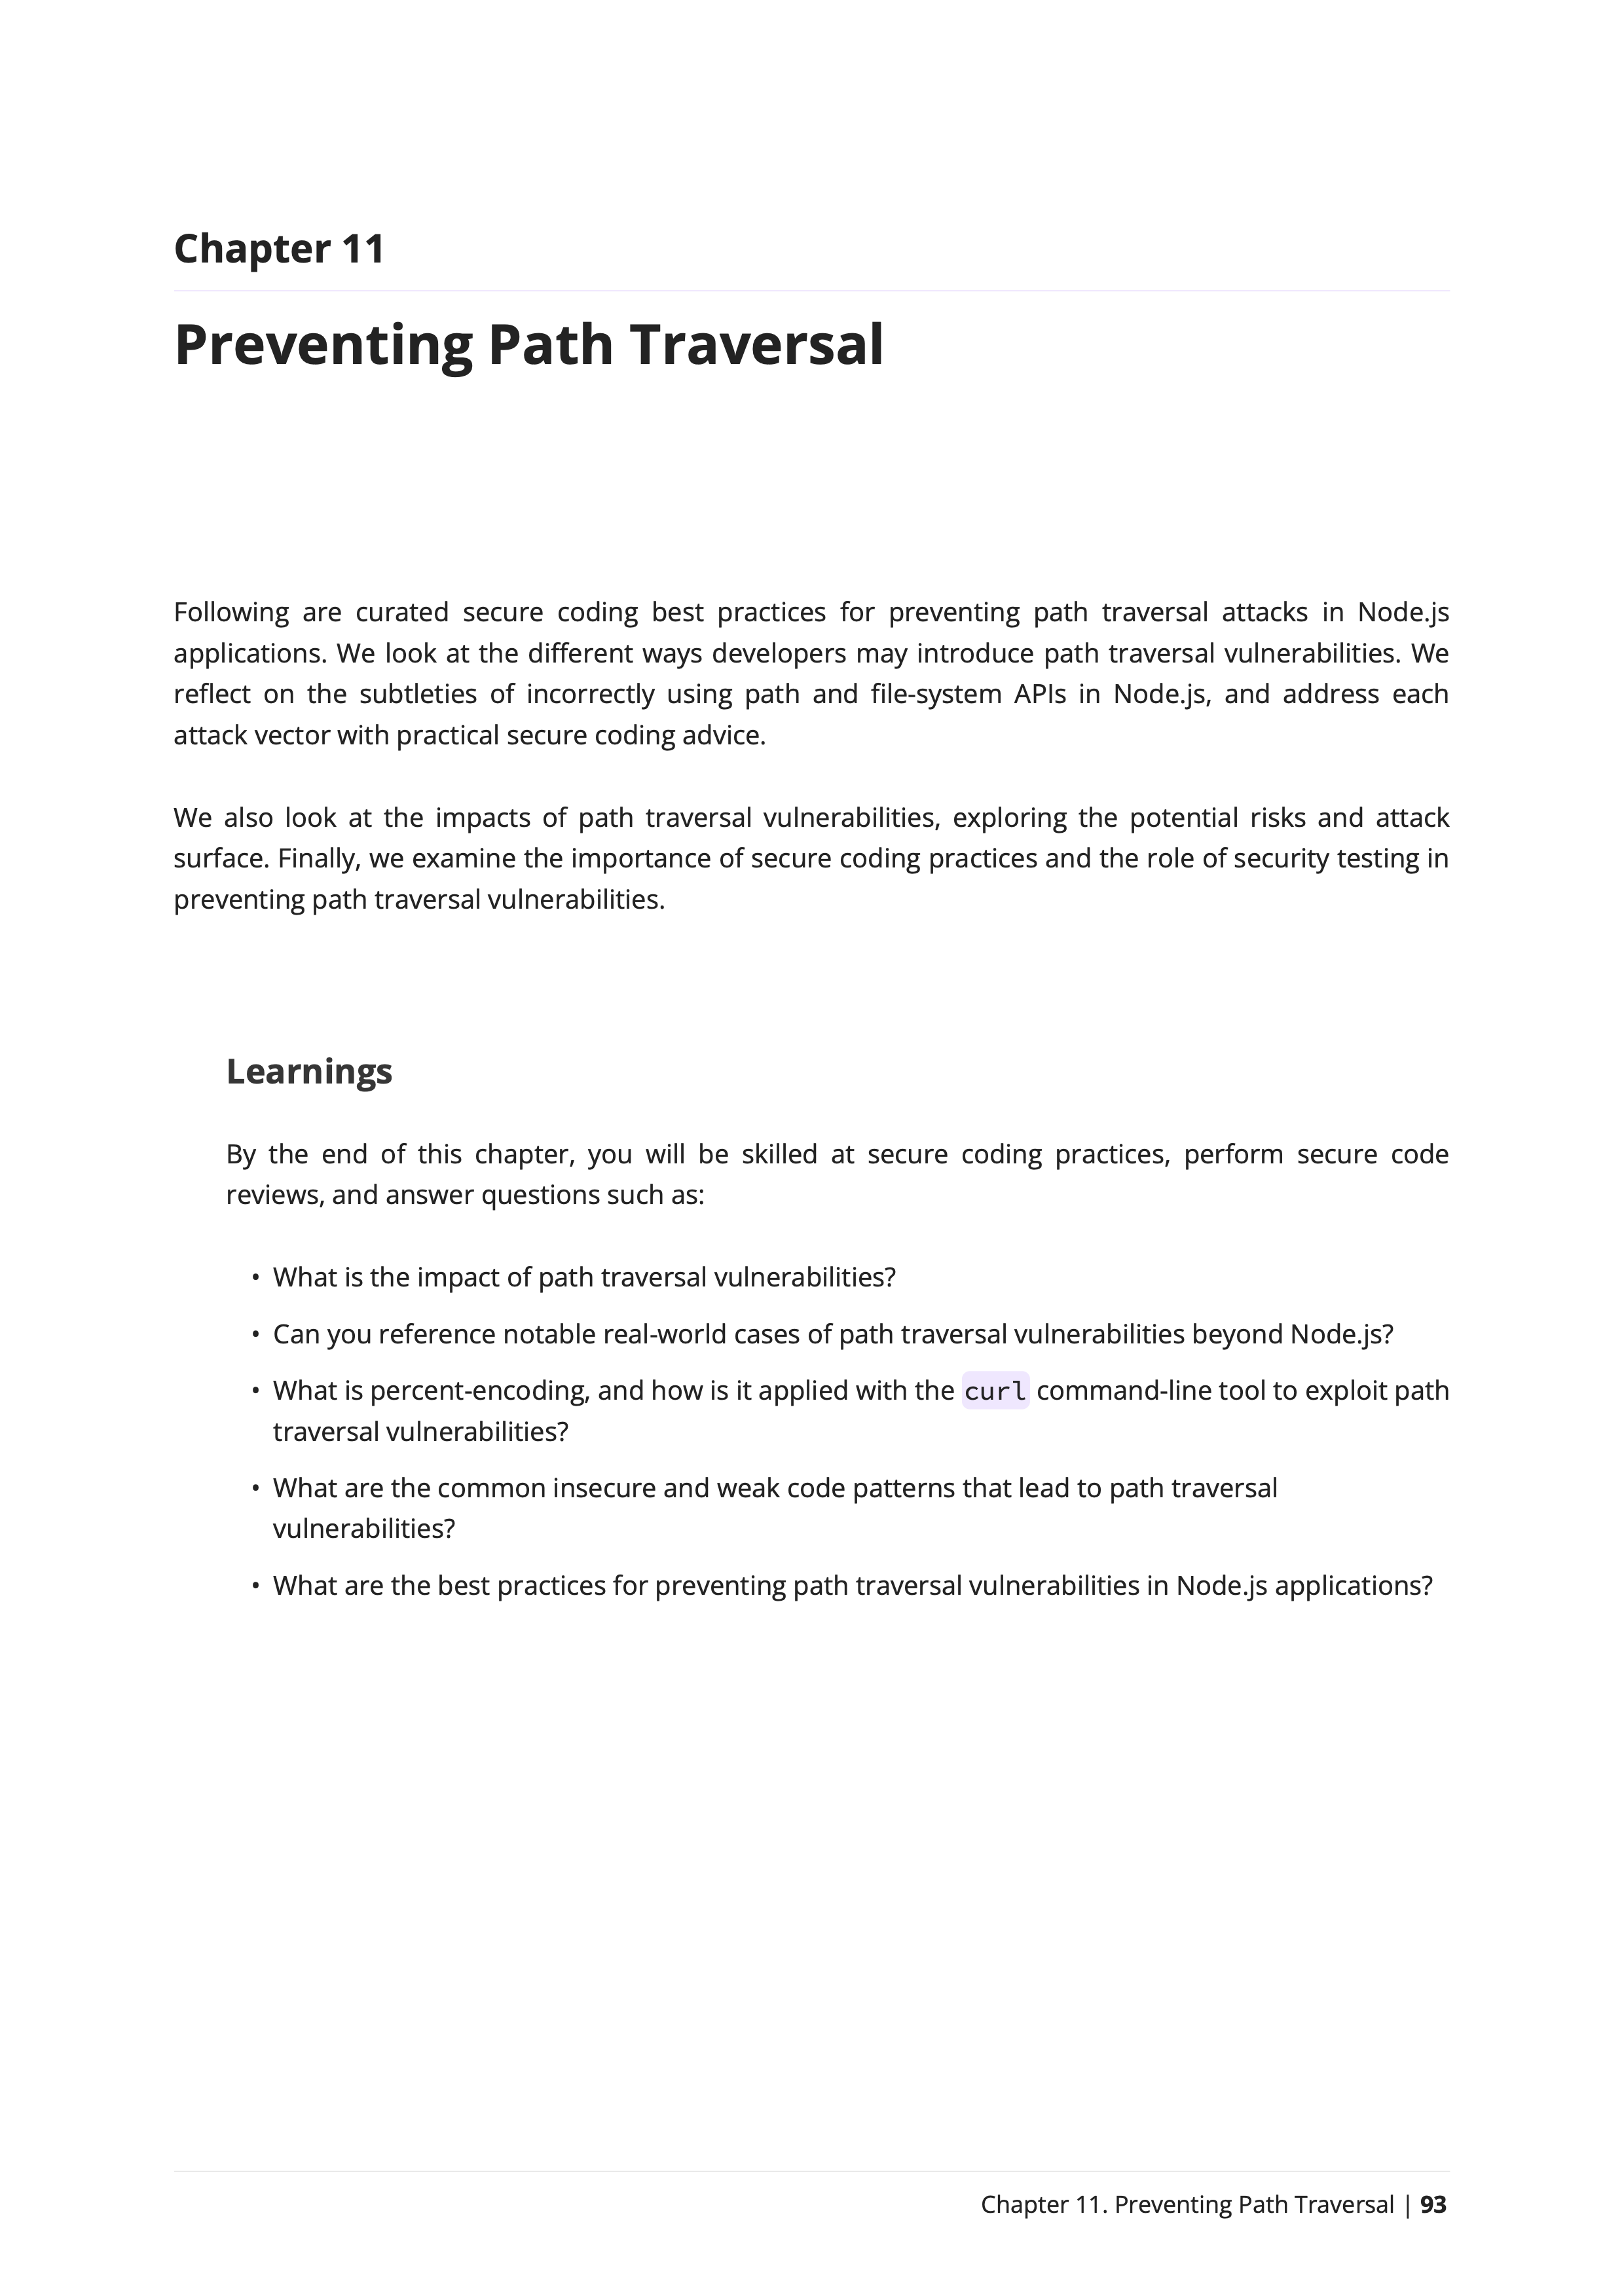 Chapter 11
Preventing Path Traversal
Following are curated secure coding best practices for preventing path traversal attacks in Node.js
applications. We look at the different ways developers may introduce path traversal vulnerabilities. We
reflect on the subtleties of incorrectly using path and file-system APIs in Node.js, and address each
attack vector with practical secure coding advice.
We also look at the impacts of path traversal vulnerabilities, exploring the potential risks and attack
surface. Finally, we examine the importance of secure coding practices and the role of security testing in
preventing path traversal vulnerabilities.
Learnings
By the end of this chapter, you will be skilled at secure coding practices, perform secure code
reviews, and answer questions such as:
• What is the impact of path traversal vulnerabilities?
• Can you reference notable real-world cases of path traversal vulnerabilities beyond Node.js?
• What is percent-encoding, and how is it applied with the curl command-line tool to exploit path
traversal vulnerabilities?
• What are the common insecure and weak code patterns that lead to path traversal
vulnerabilities?
• What are the best practices for preventing path traversal vulnerabilities in Node.js applications?
Chapter 11. Preventing Path Traversal | 93